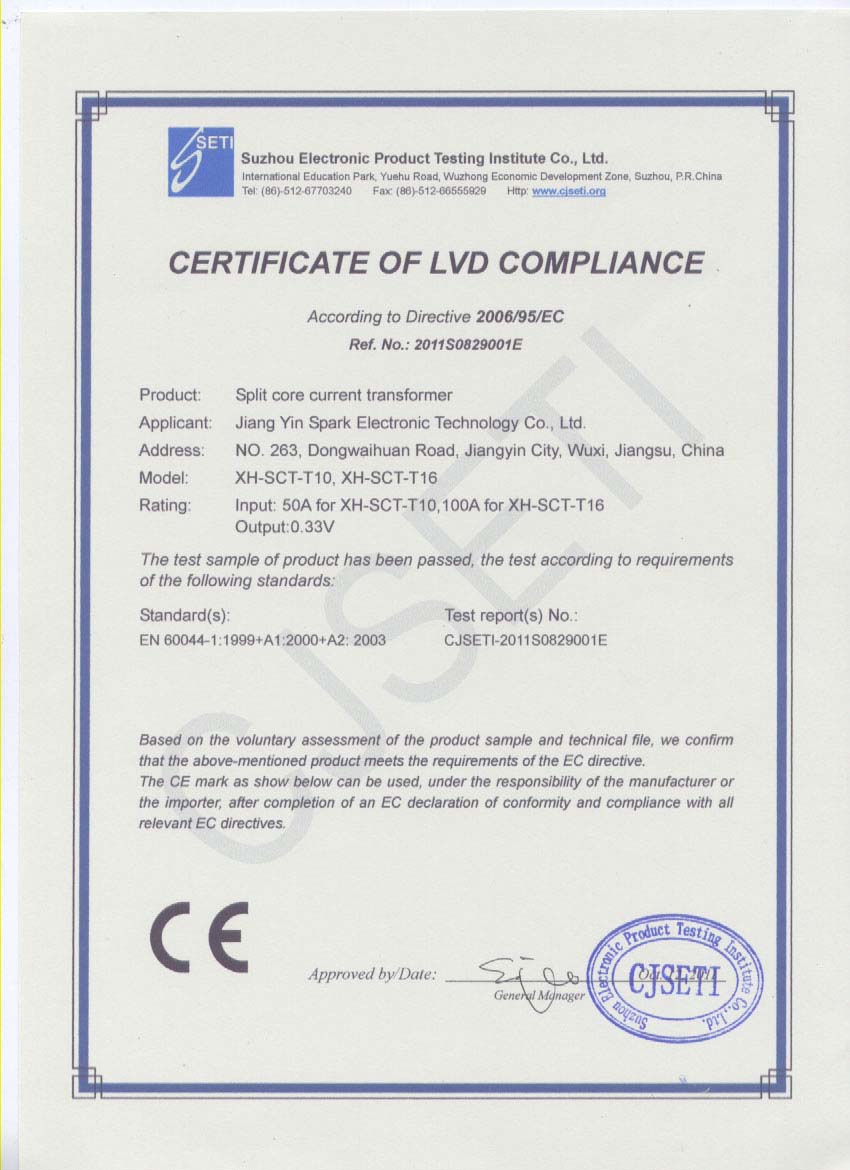 SETI
Suzhou Electronic Product Testing Institute Co., Ltd.
International Education Park, Yuehu Road, Wuzhong Economic Development Zone, Suzhou, P.R.China
Tel: (86)-512-67703240 Fax: (86)-512-66555929 Http: www.cjseti.org
CERTIFICATE OF LVD COMPLIANCE
According to Directive 2006/95/EC
Ref. No.: 2011S0829001E
Product: Split core current transformer
Applicant: Jiang Yin Spark Electronic Technology Co., Ltd.
Address: NO. 263, Dongwaihuan Road, Jiangyin City, Wuxi, Jiangsu, China
Model: XH-SCT-T10, XH-SCT-T16
Rating: Input: 50A for XH-SCT-T10,100A for XH-SCT-T16
Output:0.33V
The test sample of product has been passed, the test according to requirements
of the following standards:
Standard(s): Test report(s) No.:
EN 60044-1:1999+A1:2000+A2: 2003 CJSETI-2011S0829001E
CJSETI
Based on the voluntary assessment of the product sample and technical file, we confirm
that the above-mentioned product meets the requirements of the EC directive.
The CE mark as show below can be used, under the responsibility of the manufacturer or
the importer, after completion of an EC declaration of conformity and compliance with all
relevant EC directives.
CE
Approved by/Date:
General Manager
Suzhou Electronic Product Testing Institute Co.,Ltd.
CJSETI